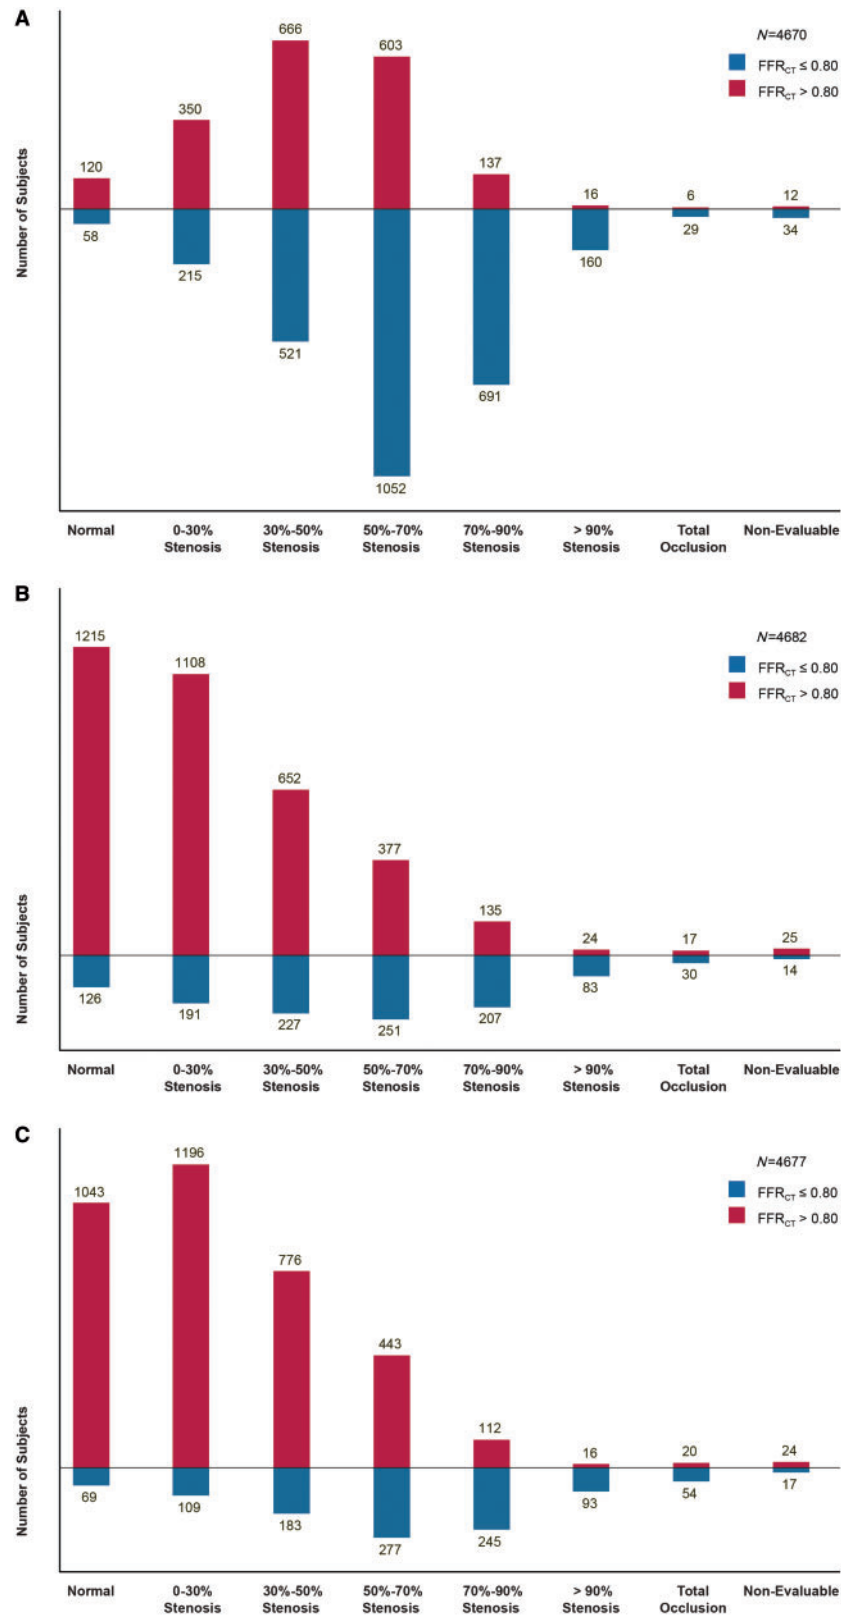 A
N=4670
FFRCT ≤ 0.80
FFRCT > 0.80
Number of Subjects
120
350
666
603
137
16
6
12
58
215
521
1052
691
160
29
34
Normal
0-30% Stenosis
30%-50% Stenosis
50%-70% Stenosis
70%-90% Stenosis
> 90% Stenosis
Total Occlusion
Non-Evaluable
B
N=4682
FFRCT ≤ 0.80
FFRCT > 0.80
Number of Subjects
1215
1108
652
377
135
24
17
25
126
191
227
251
207
83
30
14
Normal
0-30% Stenosis
30%-50% Stenosis
50%-70% Stenosis
70%-90% Stenosis
> 90% Stenosis
Total Occlusion
Non-Evaluable
C
N=4677
FFRCT ≤ 0.80
FFRCT > 0.80
Number of Subjects
1043
1196
776
443
112
16
20
24
69
109
183
277
245
93
54
17
Normal
0-30% Stenosis
30%-50% Stenosis
50%-70% Stenosis
70%-90% Stenosis
> 90% Stenosis
Total Occlusion
Non-Evaluable